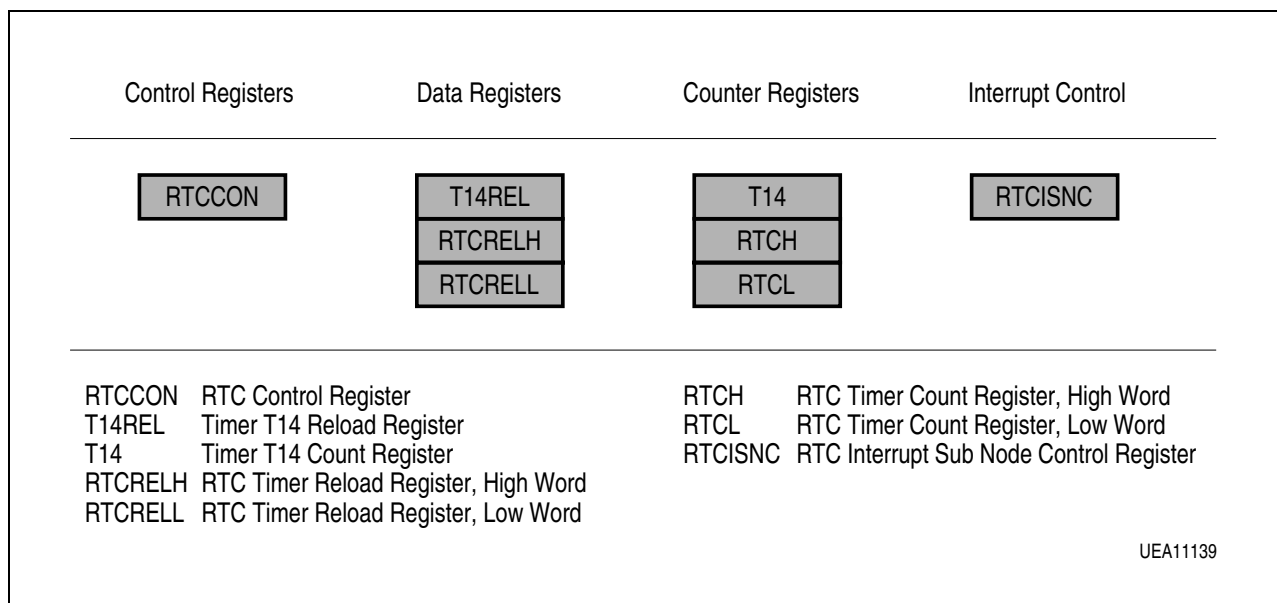 Control Registers Data Registers Counter Registers Interrupt Control
RTCCON T14REL T14 RTCISNC
RTCRELH RTCH
RTCRELL RTCL
RTCCON RTC Control Register
T14REL Timer T14 Reload Register
T14 Timer T14 Count Register
RTCRELH RTC Timer Reload Register, High Word
RTCRELL RTC Timer Reload Register, Low Word
RTCH RTC Timer Count Register, High Word
RTCL RTC Timer Count Register, Low Word
RTCISNC RTC Interrupt Sub Node Control Register
UEA11139